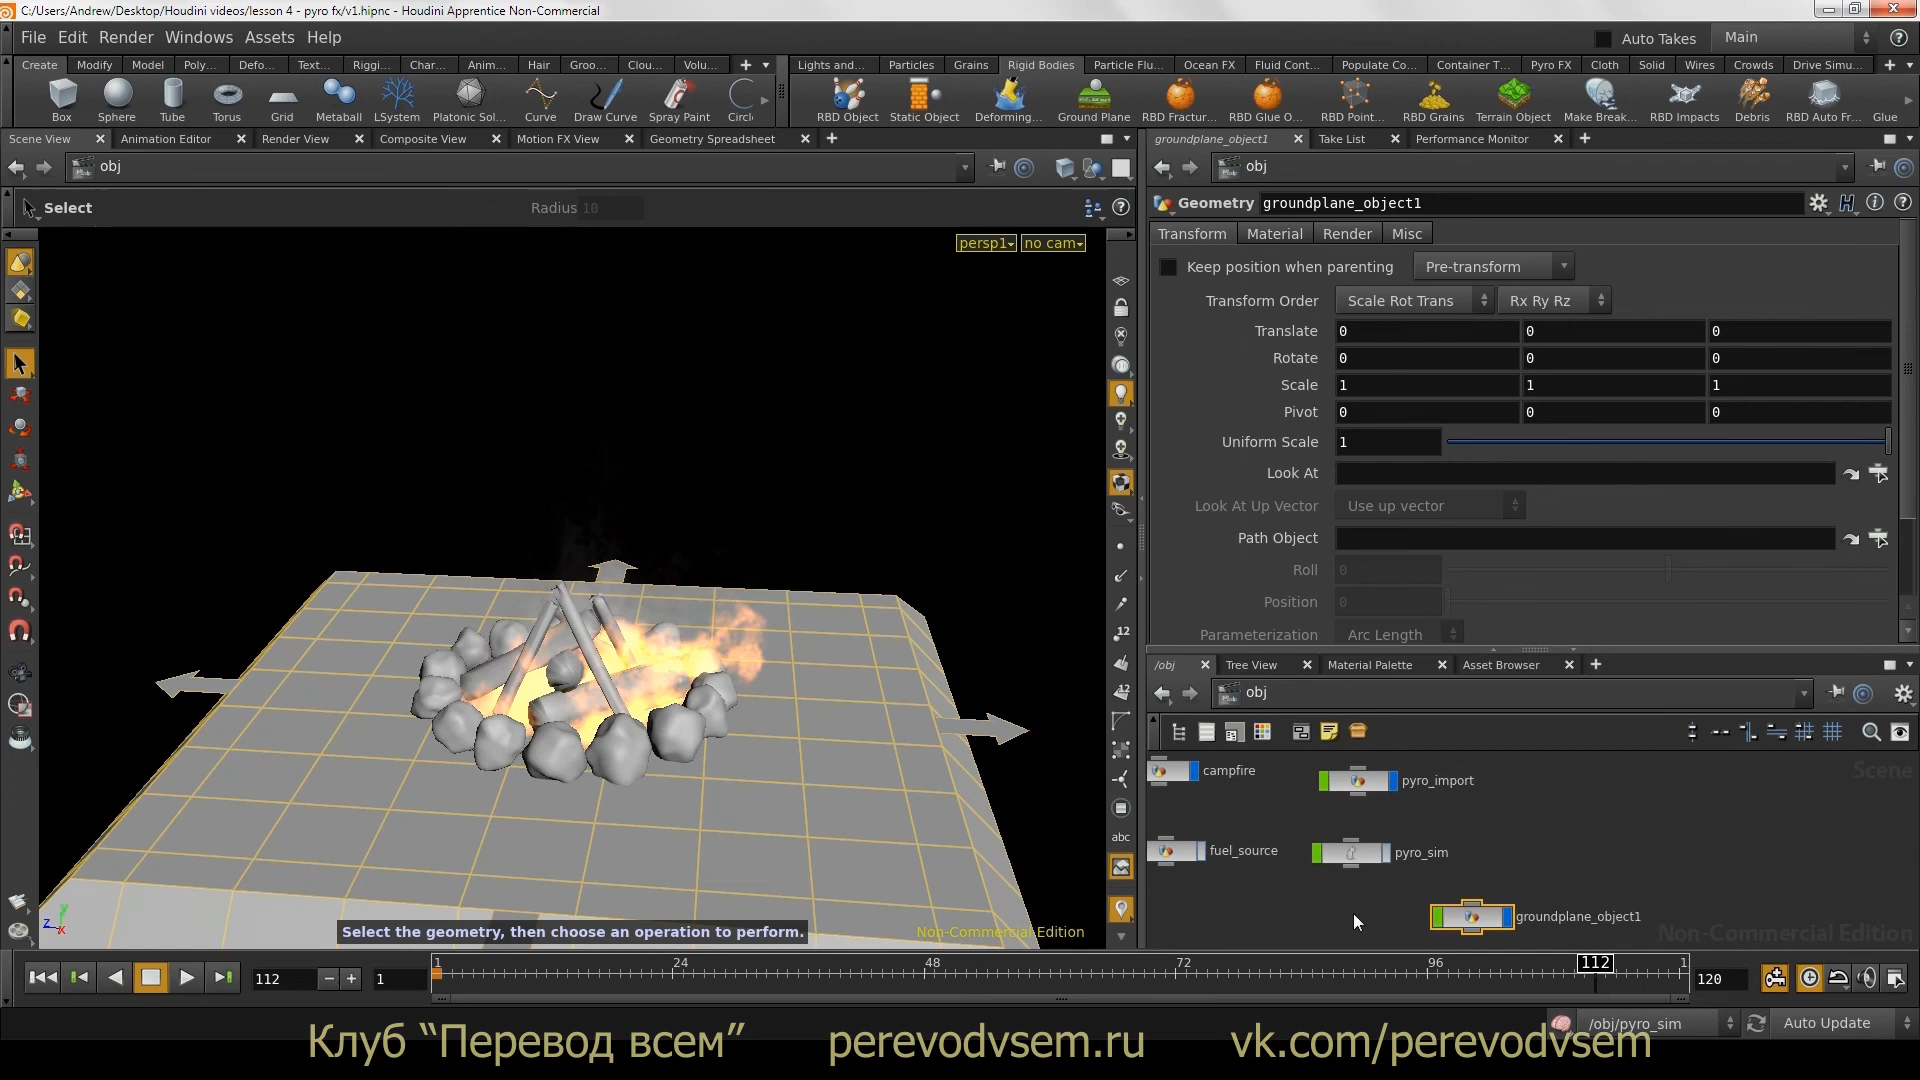 C:/Users/Andrew/Desktop/Houdini videos/lesson 4 - pyro fx/v1.hipnc - Houdini Apprentice Non-Commercial
File Edit Render Windows Assets Help
Auto Takes Main
Create Modify Model Poly... Defo... Text... Riggi... Char... Anim... Hair Groo... Clou... Volu...
Lights and... Particles Grains Rigid Bodies Particle Flu... Ocean FX Fluid Cont... Populate Co... Container T... Pyro FX Cloth Solid Wires Crowds Drive Simu...
Box Sphere Tube Torus Grid Metaball LSystem Platonic Sol... Curve Draw Curve Spray Paint Circl
RBD Object Static Object Deforming... Ground Plane RBD Fractur... RBD Glue O... RBD Point... RBD Grains Terrain Object Make Break... RBD Impacts Debris RBD Auto Fr... Glue
Scene View Animation Editor Render View Composite View Motion FX View Geometry Spreadsheet
groundplane_object1 Take List Performance Monitor
obj
obj
Select Radius 10
Geometry groundplane_object1
persp1 no cam
Transform Material Render Misc
Keep position when parenting Pre-transform
Transform Order Scale Rot Trans Rx Ry Rz
Translate 0 0 0
Rotate 0 0 0
Scale 1 1 1
Pivot 0 0 0
Uniform Scale 1
Look At
Look At Up Vector Use up vector
Path Object
Roll 0
Position 0
Parameterization Arc Length
12
12
abc
/obj Tree View Material Palette Asset Browser
obj
Scene
campfire pyro_import
fuel_source pyro_sim
groundplane_object1
Non-Commercial Edition
z y x
Select the geometry, then choose an operation to perform.
Non-Commercial Edition
112 1 1 24 48 72 96 112 1 120
/obj/pyro_sim Auto Update
Клуб “Перевод всем” perevodvsem.ru vk.com/perevodvsem